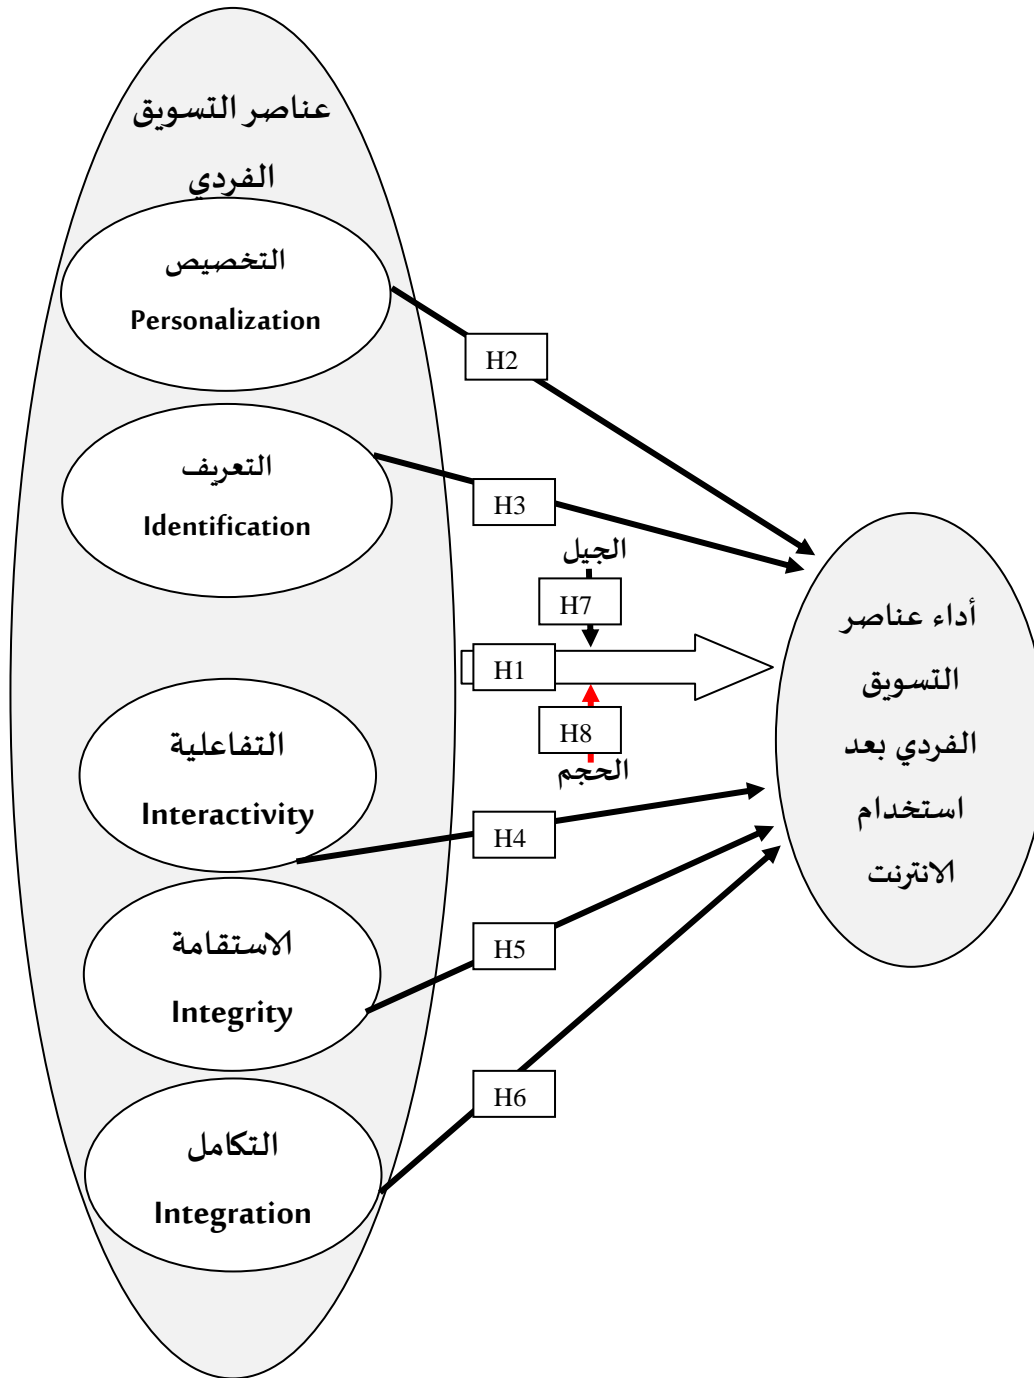 عناصر التسويق
الفردي
التخصيص
Personalization
H2
التعريف
Identification
H3
الجيل
H7
H1
H8
الحجم
التفاعلية
Interactivity
H4
الاستقامة
Integrity
H5
التكامل
Integration
H6
أداء عناصر
التسويق
الفردي بعد
استخدام
الانترنت